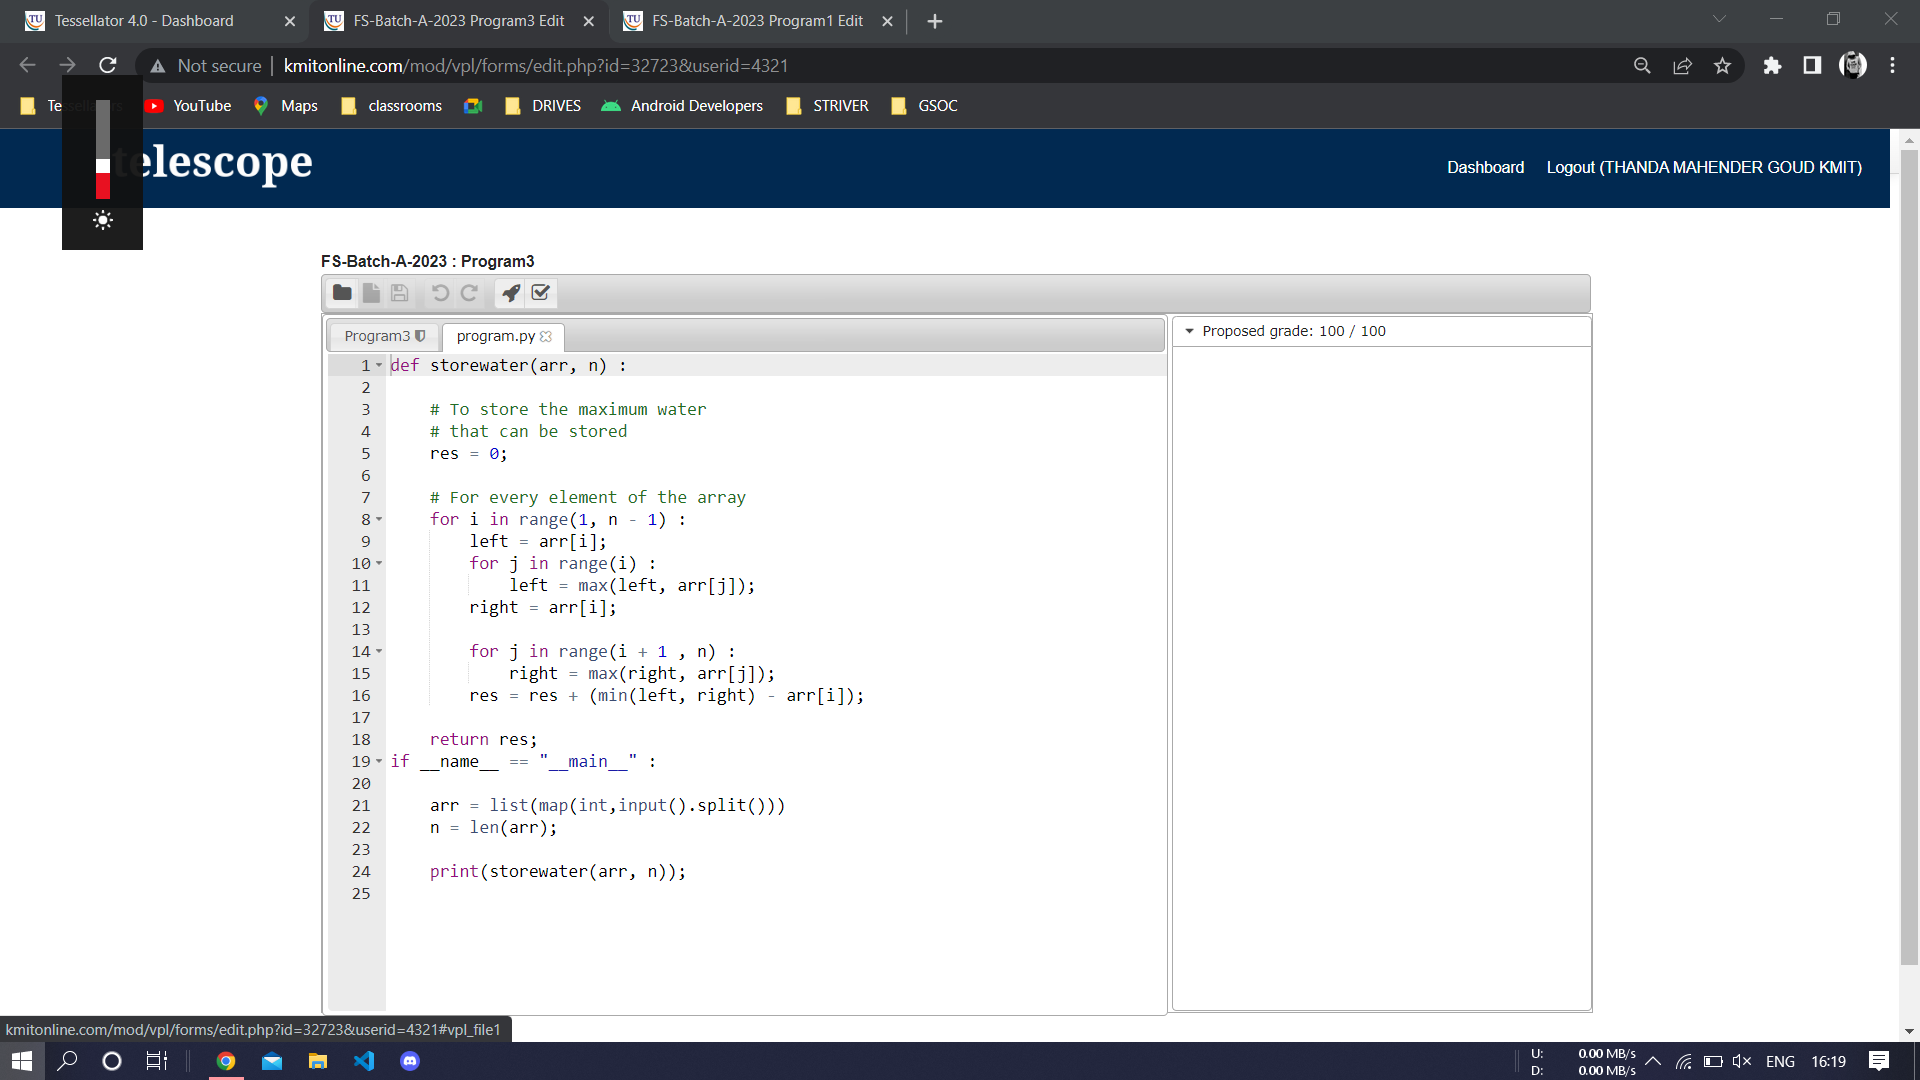 Tessellator 4.0 - Dashboard
FS-Batch-A-2023 Program3 Edit
FS-Batch-A-2023 Program1 Edit
Not secure
kmitonline.com/mod/vpl/forms/edit.php?id=32723&userid=4321
YouTube
Maps
classrooms
DRIVES
Android Developers
STRIVER
GSOC
telescope
Dashboard
Logout (THANDA MAHENDER GOUD KMIT)
FS-Batch-A-2023 : Program3
Program3
program.py
Proposed grade: 100 / 100
1 def storewater(arr, n) :
2
3 # To store the maximum water
4 # that can be stored
5 res = 0;
6
7 # For every element of the array
8 for i in range(1, n - 1) :
9 left = arr[i];
10 for j in range(i) :
11 left = max(left, arr[j]);
12 right = arr[i];
13
14 for j in range(i + 1 , n) :
15 right = max(right, arr[j]);
16 res = res + (min(left, right) - arr[i]);
17
18 return res;
19 if __name__ == "__main__" :
20
21 arr = list(map(int,input().split()))
22 n = len(arr);
23
24 print(storewater(arr, n));
25
kmitonline.com/mod/vpl/forms/edit.php?id=32723&userid=4321#vpl_file1
U: 0.00 MB/s
D: 0.00 MB/s
ENG
16:19